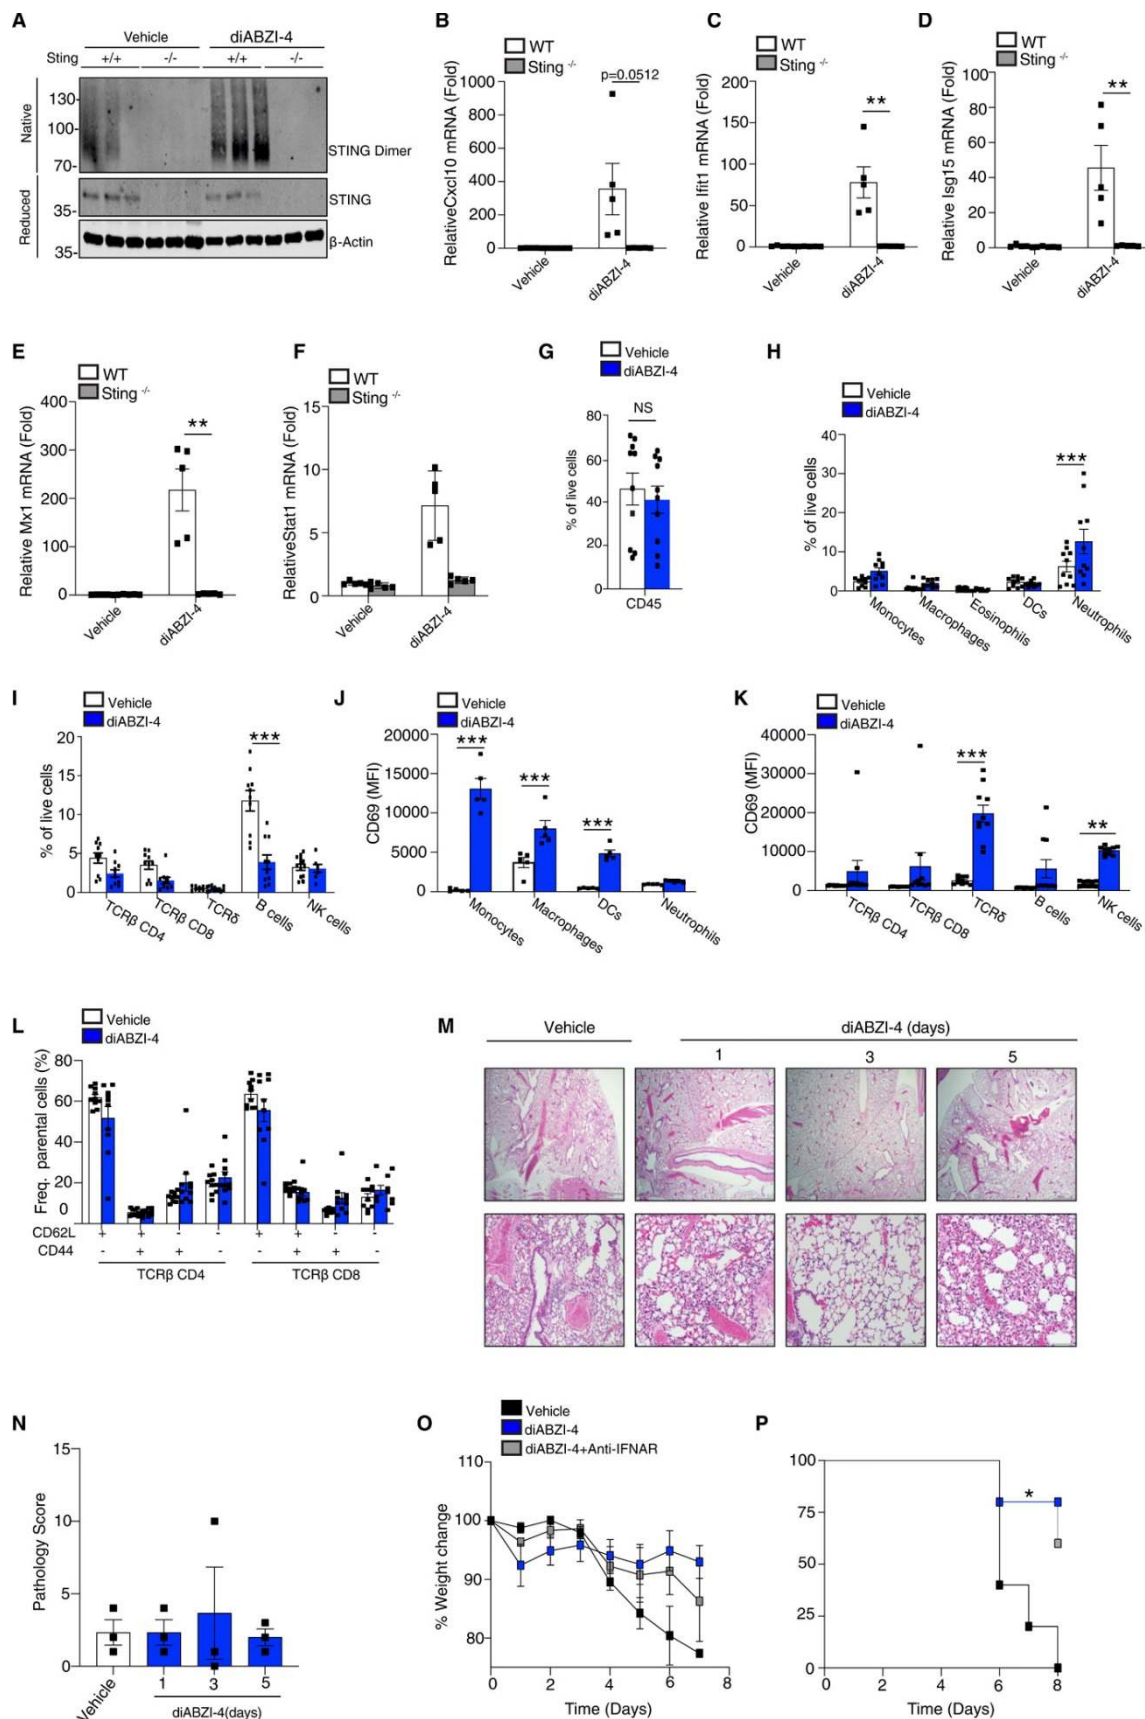 A
Vehicle diABZI-4
Sting +/+ -/- +/+ -/-
Native
130-
100-
70-
STING Dimer
Reduced
35-
STING
35-
β-Actin
B
WT
Sting -/-
p=0.0512
RelativeCxcl10 mRNA (Fold)
1000
800
600
400
200
0
Vehicle
diABZI-4
C
WT
Sting -/-
**
Relative Ifit1 mRNA (Fold)
200
150
100
50
0
Vehicle
diABZI-4
D
WT
Sting -/-
**
Relative Isg15 mRNA (Fold)
100
80
60
40
20
0
Vehicle
diABZI-4
E
WT
Sting -/-
**
Relative Mx1 mRNA (Fold)
400
300
200
100
0
Vehicle
diABZI-4
F
WT
Sting -/-
RelativeStat1 mRNA (Fold)
15
10
5
0
Vehicle
diABZI-4
G
Vehicle
diABZI-4
NS
% of live cells
80
60
40
20
0
CD45
H
Vehicle
diABZI-4
***
% of live cells
40
30
20
10
0
Monocytes
Macrophages
Eosinophils
DCs
Neutrophils
I
Vehicle
diABZI-4
***
% of live cells
20
15
10
5
0
TCRβ CD4
TCRβ CD8
TCRδ
B cells
NK cells
J
Vehicle
diABZI-4
***
***
***
CD69 (MFI)
20000
15000
10000
5000
0
Monocytes
Macrophages
DCs
Neutrophils
K
Vehicle
diABZI-4
***
**
CD69 (MFI)
40000
30000
20000
10000
0
TCRβ CD4
TCRβ CD8
TCRδ
B cells
NK cells
L
Vehicle
diABZI-4
Freq. parental cells (%)
80
60
40
20
0
CD62L + + - - + + - -
CD44 - + + - - + + -
TCRβ CD4 TCRβ CD8
M
Vehicle diABZI-4 (days)
1 3 5
N
Pathology Score
15
10
5
0
Vehicle 1 3 5
diABZI-4(days)
O
Vehicle
diABZI-4
diABZI-4+Anti-IFNAR
% Weight change
110
100
90
80
0 2 4 6 8
Time (Days)
P
*
100
75
50
25
0
0 2 4 6 8
Time (Days)